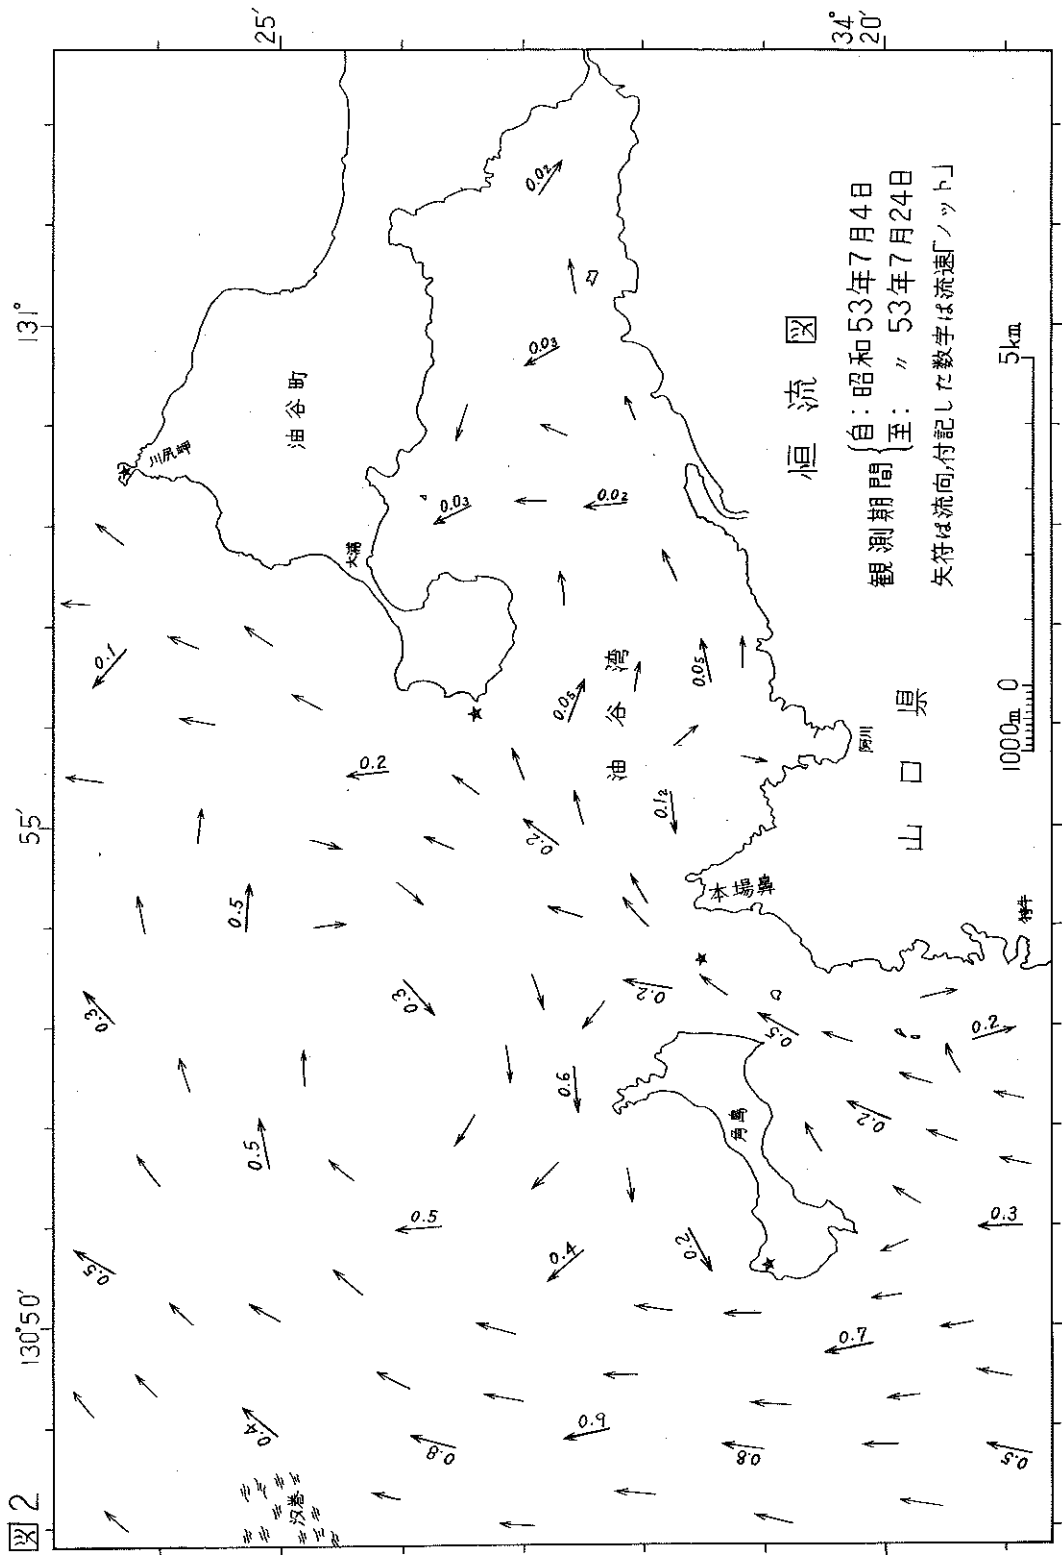 図2
130°50′
55′
131°
25′
34°
20′
0.5
0.3
0.1
川尻岬
0.4
0.5
0.5
0.2
油谷町
汐巻
0.8
0.5
0.3
大浦
0.9
0.4
0.6
0.2
0.05
0.03
0.02
0.03
0.02
油谷湾
0.8
0.2
0.2
0.12
0.05
角島
0.5
本場鼻
0.7
0.2
阿川
山口県
0.5
0.3
0.2
特牛
恒流図
観測期間 自:昭和53年7月4日
至: 〃 53年7月24日
矢符は流向,付記した数字は流速「ノット」
1000m 0 5km